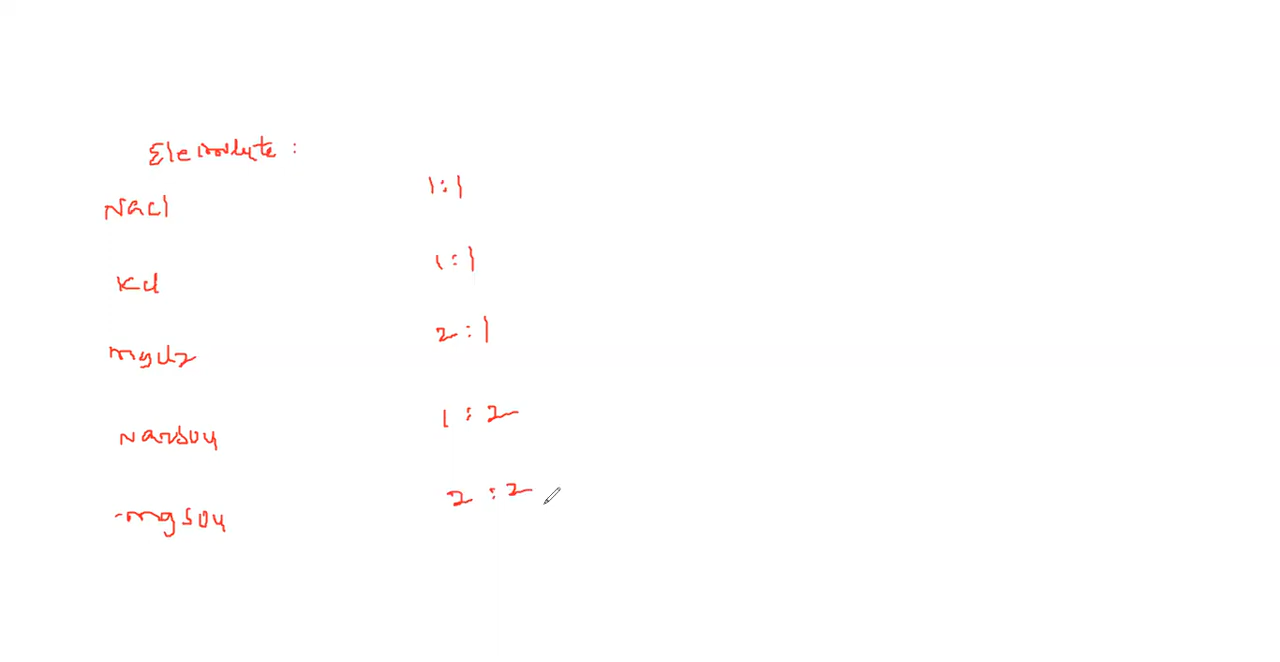 Electrolyte :
NaCl 1:1
KCl 1:1
MgCl2 2:1
Na2SO4 1:2
MgSO4 2:2